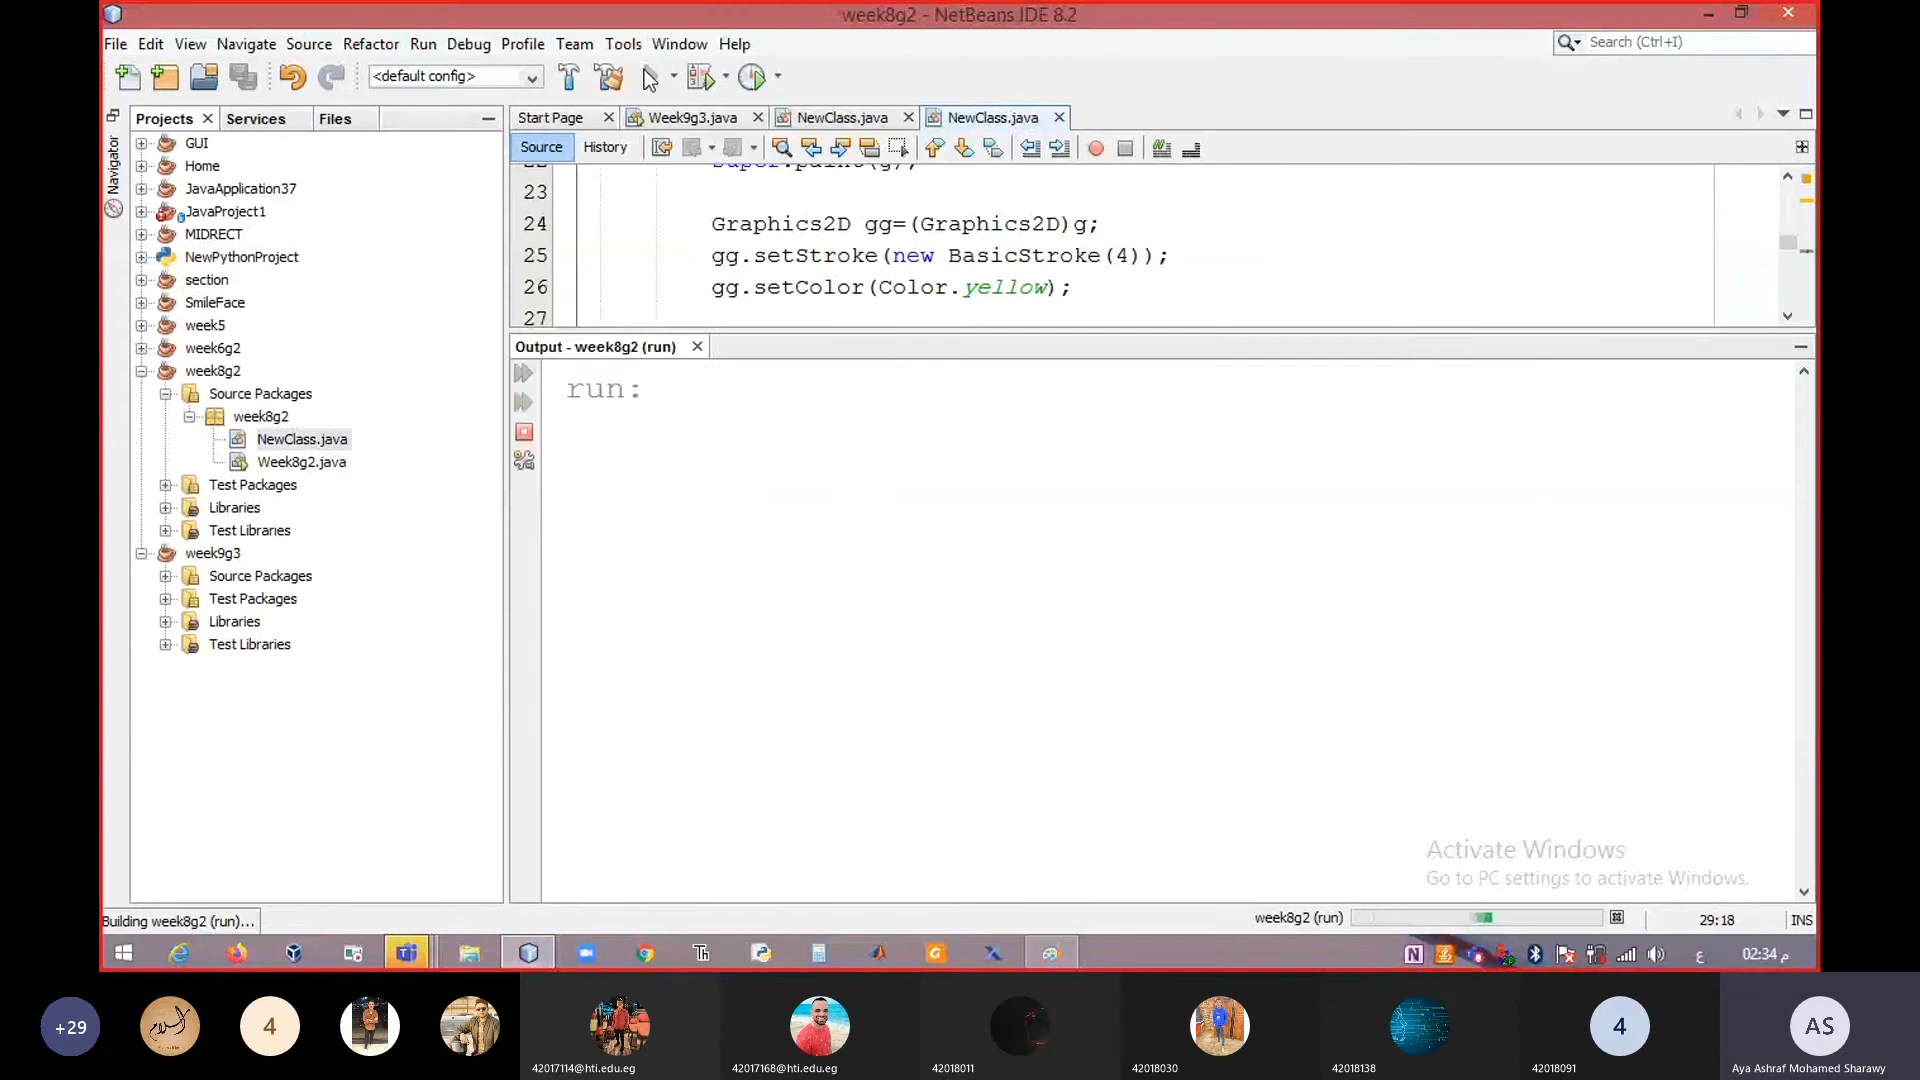 week8g2 - NetBeans IDE 8.2
File Edit View Navigate Source Refactor Run Debug Profile Team Tools Window Help
Search (Ctrl+I)
<default config>
Navigator
Projects Services Files
GUI
Home
JavaApplication37
JavaProject1
MIDRECT
NewPythonProject
section
SmileFace
week5
week6g2
week8g2
Source Packages
week8g2
NewClass.java
Week8g2.java
Test Packages
Libraries
Test Libraries
week9g3
Source Packages
Test Packages
Libraries
Test Libraries
Start Page Week9g3.java NewClass.java NewClass.java
Source History
22 super.paint(g);
23
24 Graphics2D gg=(Graphics2D)g;
25 gg.setStroke(new BasicStroke(4));
26 gg.setColor(Color.yellow);
27
Output - week8g2 (run)
run:
Activate Windows
Go to PC settings to activate Windows.
Building week8g2 (run)...
week8g2 (run)
29:18 INS
ع
02:34 م
+29
4
42017114@hti.edu.eg
42017168@hti.edu.eg
42018011
42018030
42018138
4
42018091
AS
Aya Ashraf Mohamed Sharawy